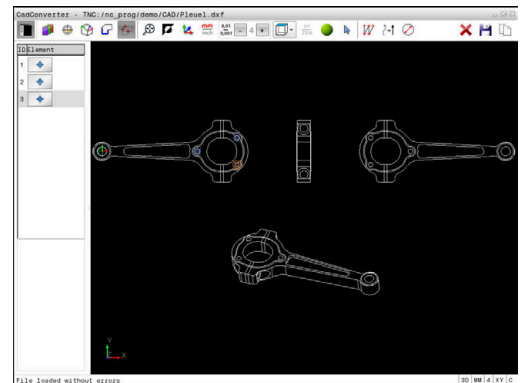 CadConverter - TNC:/nc_prog/demo/CAD/Pleuel.dxf
mm inch 0,01 0,001 - 4 +
ID Element
1
2
3
Y
Z X
File loaded without errors
3D MM 4 XY C